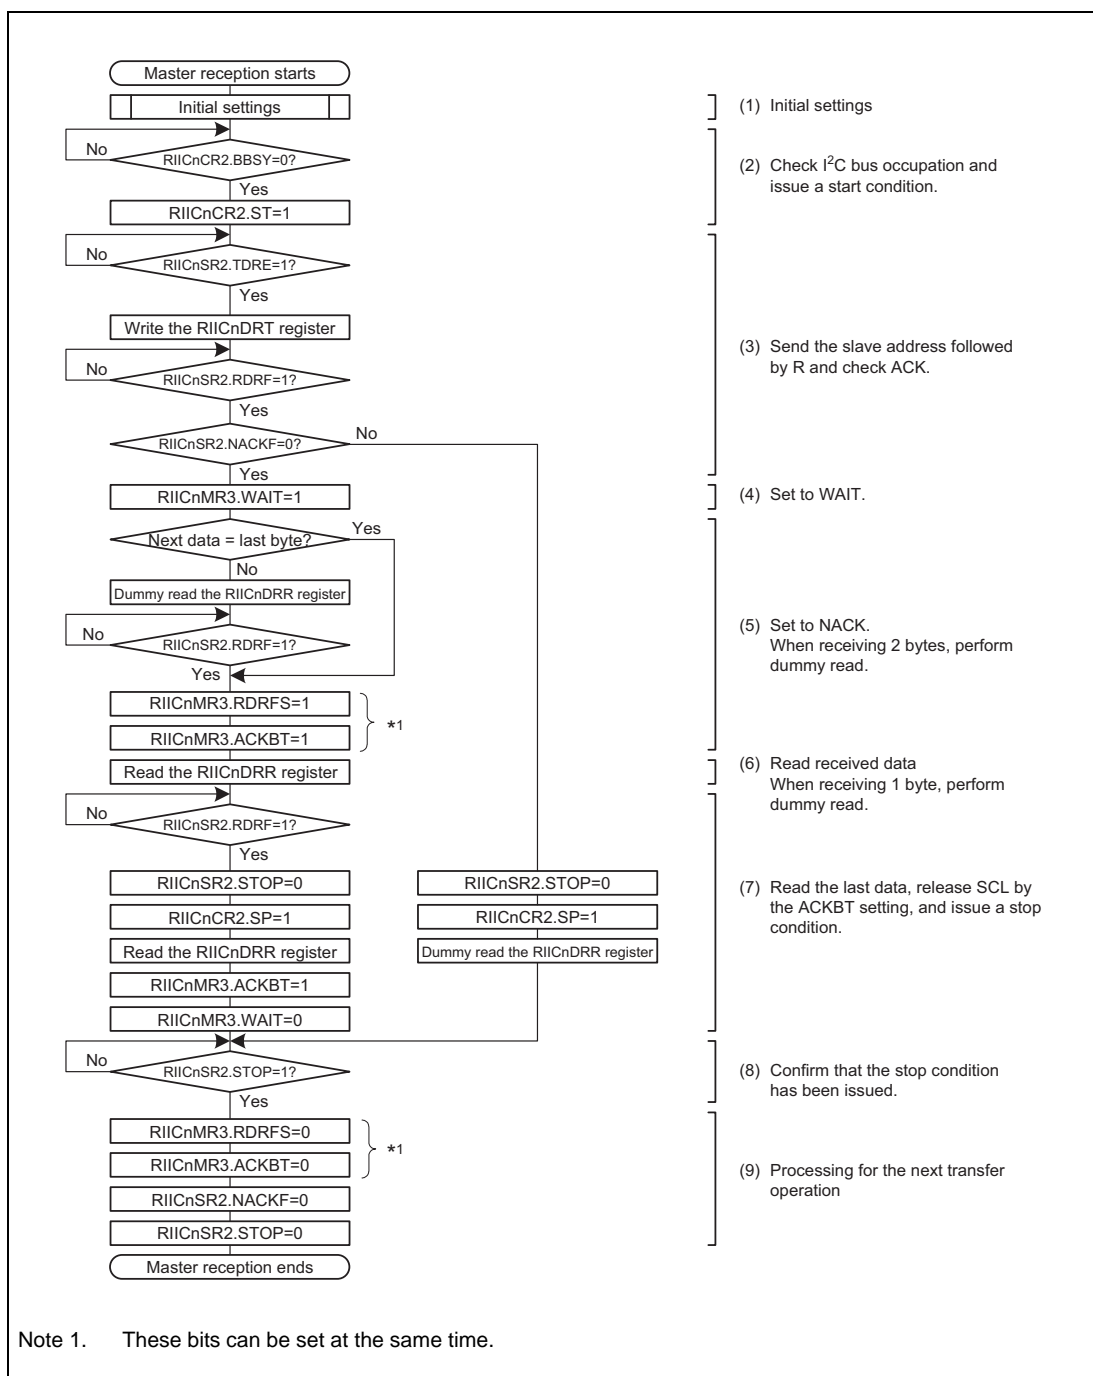 Master reception starts
Initial settings
(1) Initial settings
No
RIICnCR2.BBSY=0?
Yes
RIICnCR2.ST=1
(2) Check I²C bus occupation and
issue a start condition.
No
RIICnSR2.TDRE=1?
Yes
Write the RIICnDRT register
No
RIICnSR2.RDRF=1?
Yes
RIICnSR2.NACKF=0?
No
Yes
(3) Send the slave address followed
by R and check ACK.
RIICnMR3.WAIT=1
(4) Set to WAIT.
Next data = last byte?
Yes
No
Dummy read the RIICnDRR register
No
RIICnSR2.RDRF=1?
Yes
RIICnMR3.RDRFS=1
RIICnMR3.ACKBT=1
*1
(5) Set to NACK.
When receiving 2 bytes, perform
dummy read.
Read the RIICnDRR register
(6) Read received data
When receiving 1 byte, perform
dummy read.
No
RIICnSR2.RDRF=1?
Yes
RIICnSR2.STOP=0
RIICnCR2.SP=1
Read the RIICnDRR register
RIICnMR3.ACKBT=1
RIICnMR3.WAIT=0
RIICnSR2.STOP=0
RIICnCR2.SP=1
Dummy read the RIICnDRR register
(7) Read the last data, release SCL by
the ACKBT setting, and issue a stop
condition.
No
RIICnSR2.STOP=1?
Yes
(8) Confirm that the stop condition
has been issued.
RIICnMR3.RDRFS=0
RIICnMR3.ACKBT=0
*1
RIICnSR2.NACKF=0
RIICnSR2.STOP=0
(9) Processing for the next transfer
operation
Master reception ends
Note 1. These bits can be set at the same time.